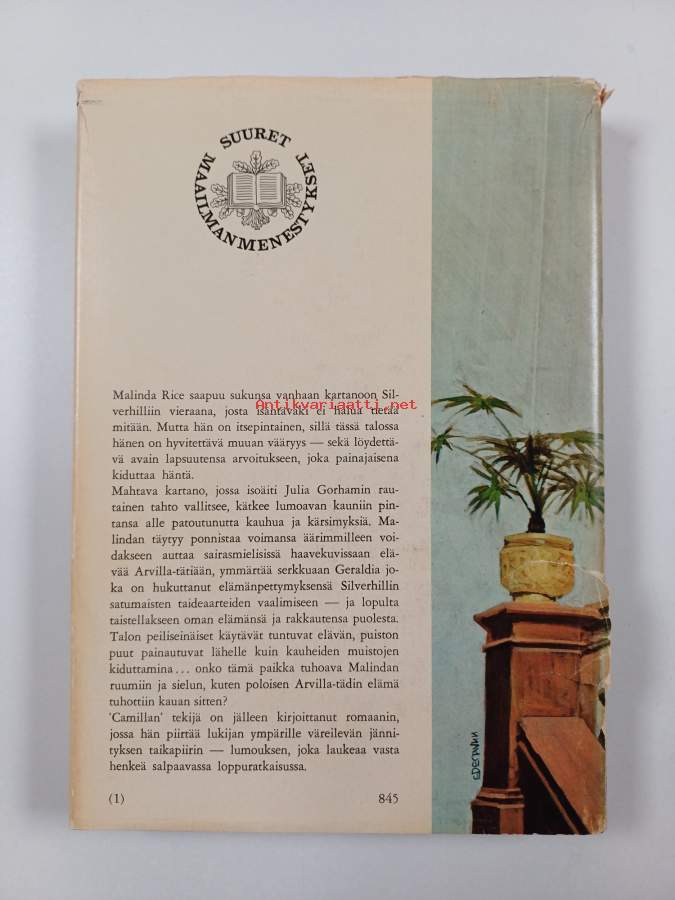 SUURET
MAAILMANMENESTYKSET
Malinda Rice saapuu sukunsa vanhaan kartanoon Sil-
verhilliin vieraana, josta isäntäväki ei halua tietää
Antikvariaatti.net
mitään. Mutta hän on itsepintainen, sillä tässä talossa
hänen on hyvitettävä muuan vääryys — sekä löydettä-
vä avain lapsuutensa arvoitukseen, joka painajaisena
kiduttaa häntä.
Mahtava kartano, jossa isoäiti Julia Gorhamin rau-
tainen tahto vallitsee, kätkee lumoavan kauniin pin-
tansa alle patoutunutta kauhua ja kärsimyksiä. Ma-
lindan täytyy ponnistaa voimansa äärimmilleen voi-
dakseen auttaa sairasmielisissä haavekuvissaan elä-
vää Arvilla-tätiään, ymmärtää serkkuaan Geraldia jo-
ka on hukuttanut elämänpettymyksensä Silverhillin
satumaisten taideaarteiden vaalimiseen — ja lopulta
taistellakseen oman elämänsä ja rakkautensa puolesta.
Talon peiliseinäiset käytävät tuntuvat elävän, puiston
puut painautuvat lähelle kuin kauheiden muistojen
kiduttamina... onko tämä paikka tuhoava Malindan
ruumiin ja sielun, kuten poloisen Arvilla-tädin elämä
tuhottiin kauan sitten?
'Camillan' tekijä on jälleen kirjoittanut romaanin,
jossa hän piirtää lukijan ympärille väreilevän jänni-
tyksen taikapiirin — lumouksen, joka laukeaa vasta
henkeä salpaavassa loppuratkaisussa.
(1) 845